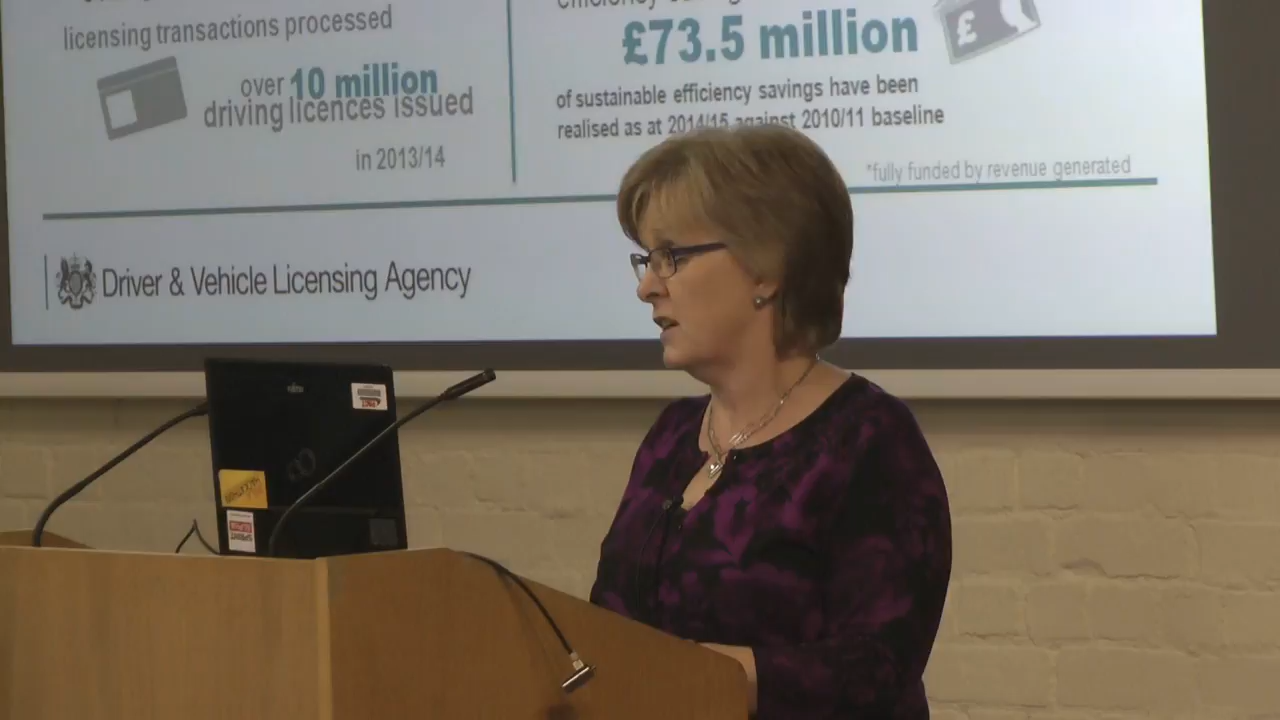 licensing transactions processed
over 10 million
driving licences issued
in 2013/14
£73.5 million
£
of sustainable efficiency savings have been
realised as at 2014/15 against 2010/11 baseline
*fully funded by revenue generated
Driver & Vehicle Licensing Agency